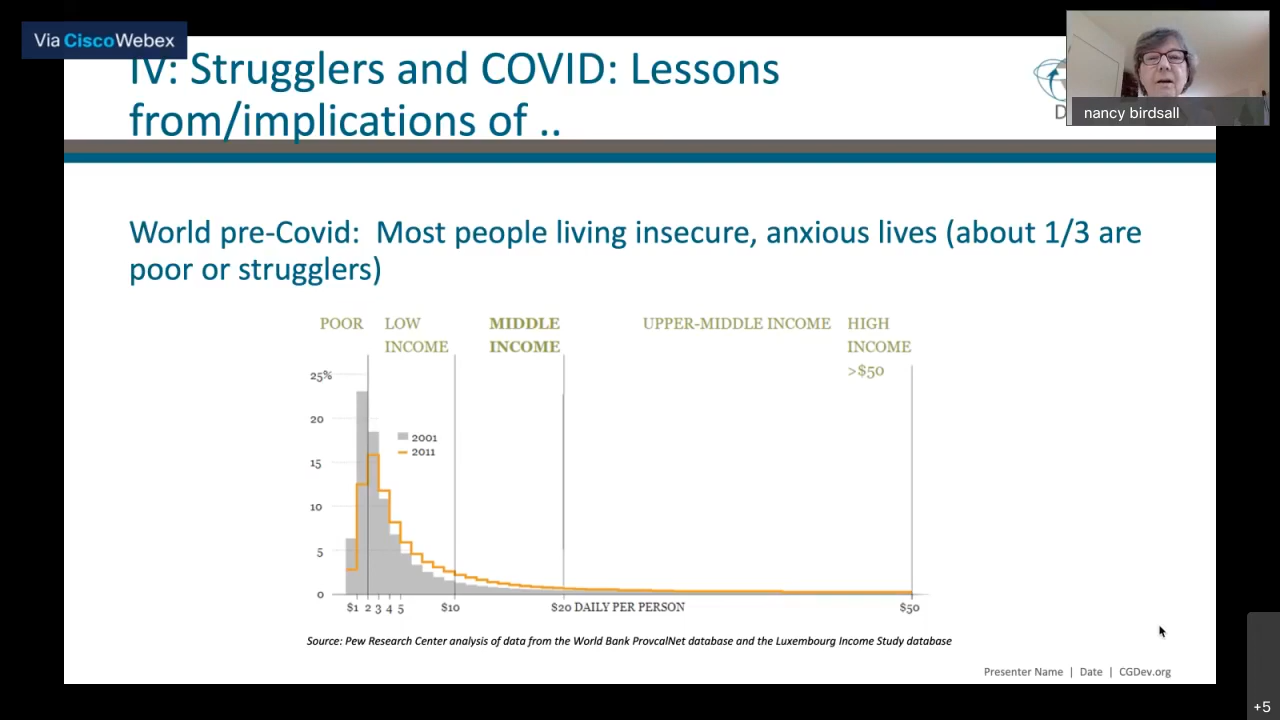 Via CiscoWebex
IV: Strugglers and COVID: Lessons
from/implications of ..
D
nancy birdsall
World pre-Covid: Most people living insecure, anxious lives (about 1/3 are
poor or strugglers)
POOR LOW MIDDLE UPPER-MIDDLE INCOME HIGH
INCOME INCOME INCOME
>$50
25%
20
2001
2011
15
10
5
0
$1 2 3 4 5 $10 $20 DAILY PER PERSON $50
Source: Pew Research Center analysis of data from the World Bank ProvcalNet database and the Luxembourg Income Study database
Presenter Name | Date | CGDev.org
+5